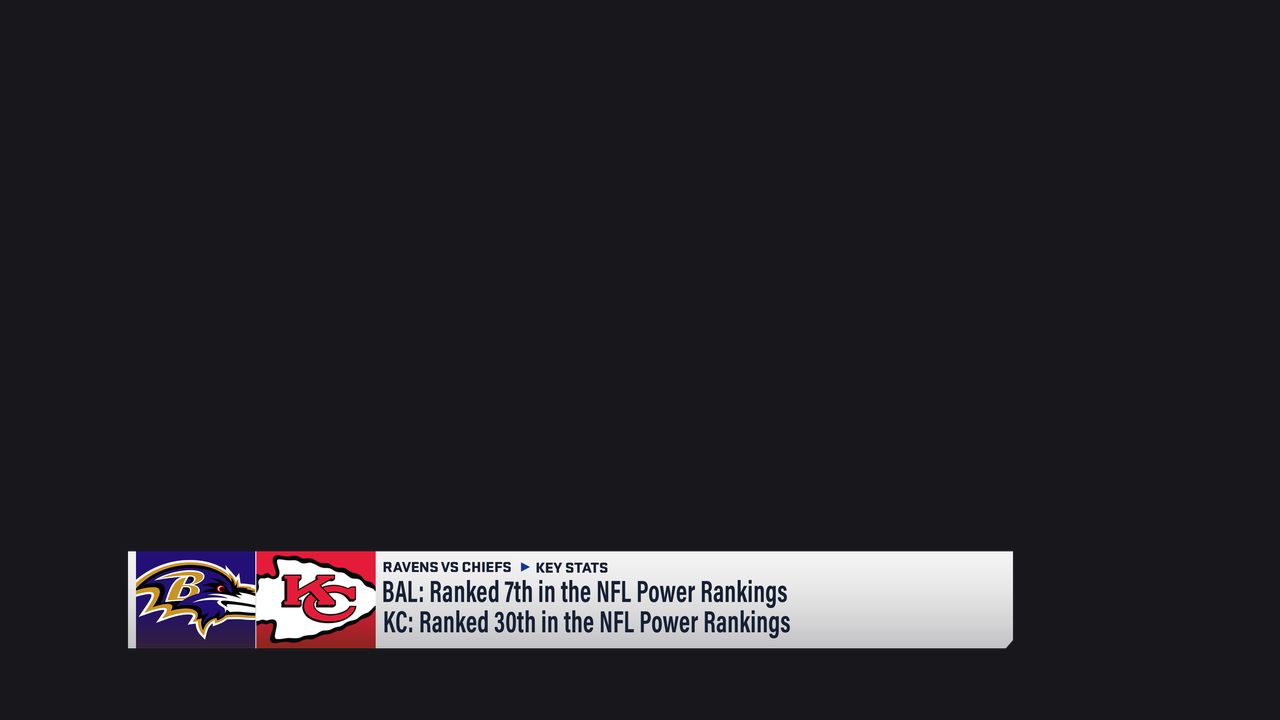 B
KC
RAVENS VS CHIEFS ▶ KEY STATS
BAL: Ranked 7th in the NFL Power Rankings
KC: Ranked 30th in the NFL Power Rankings